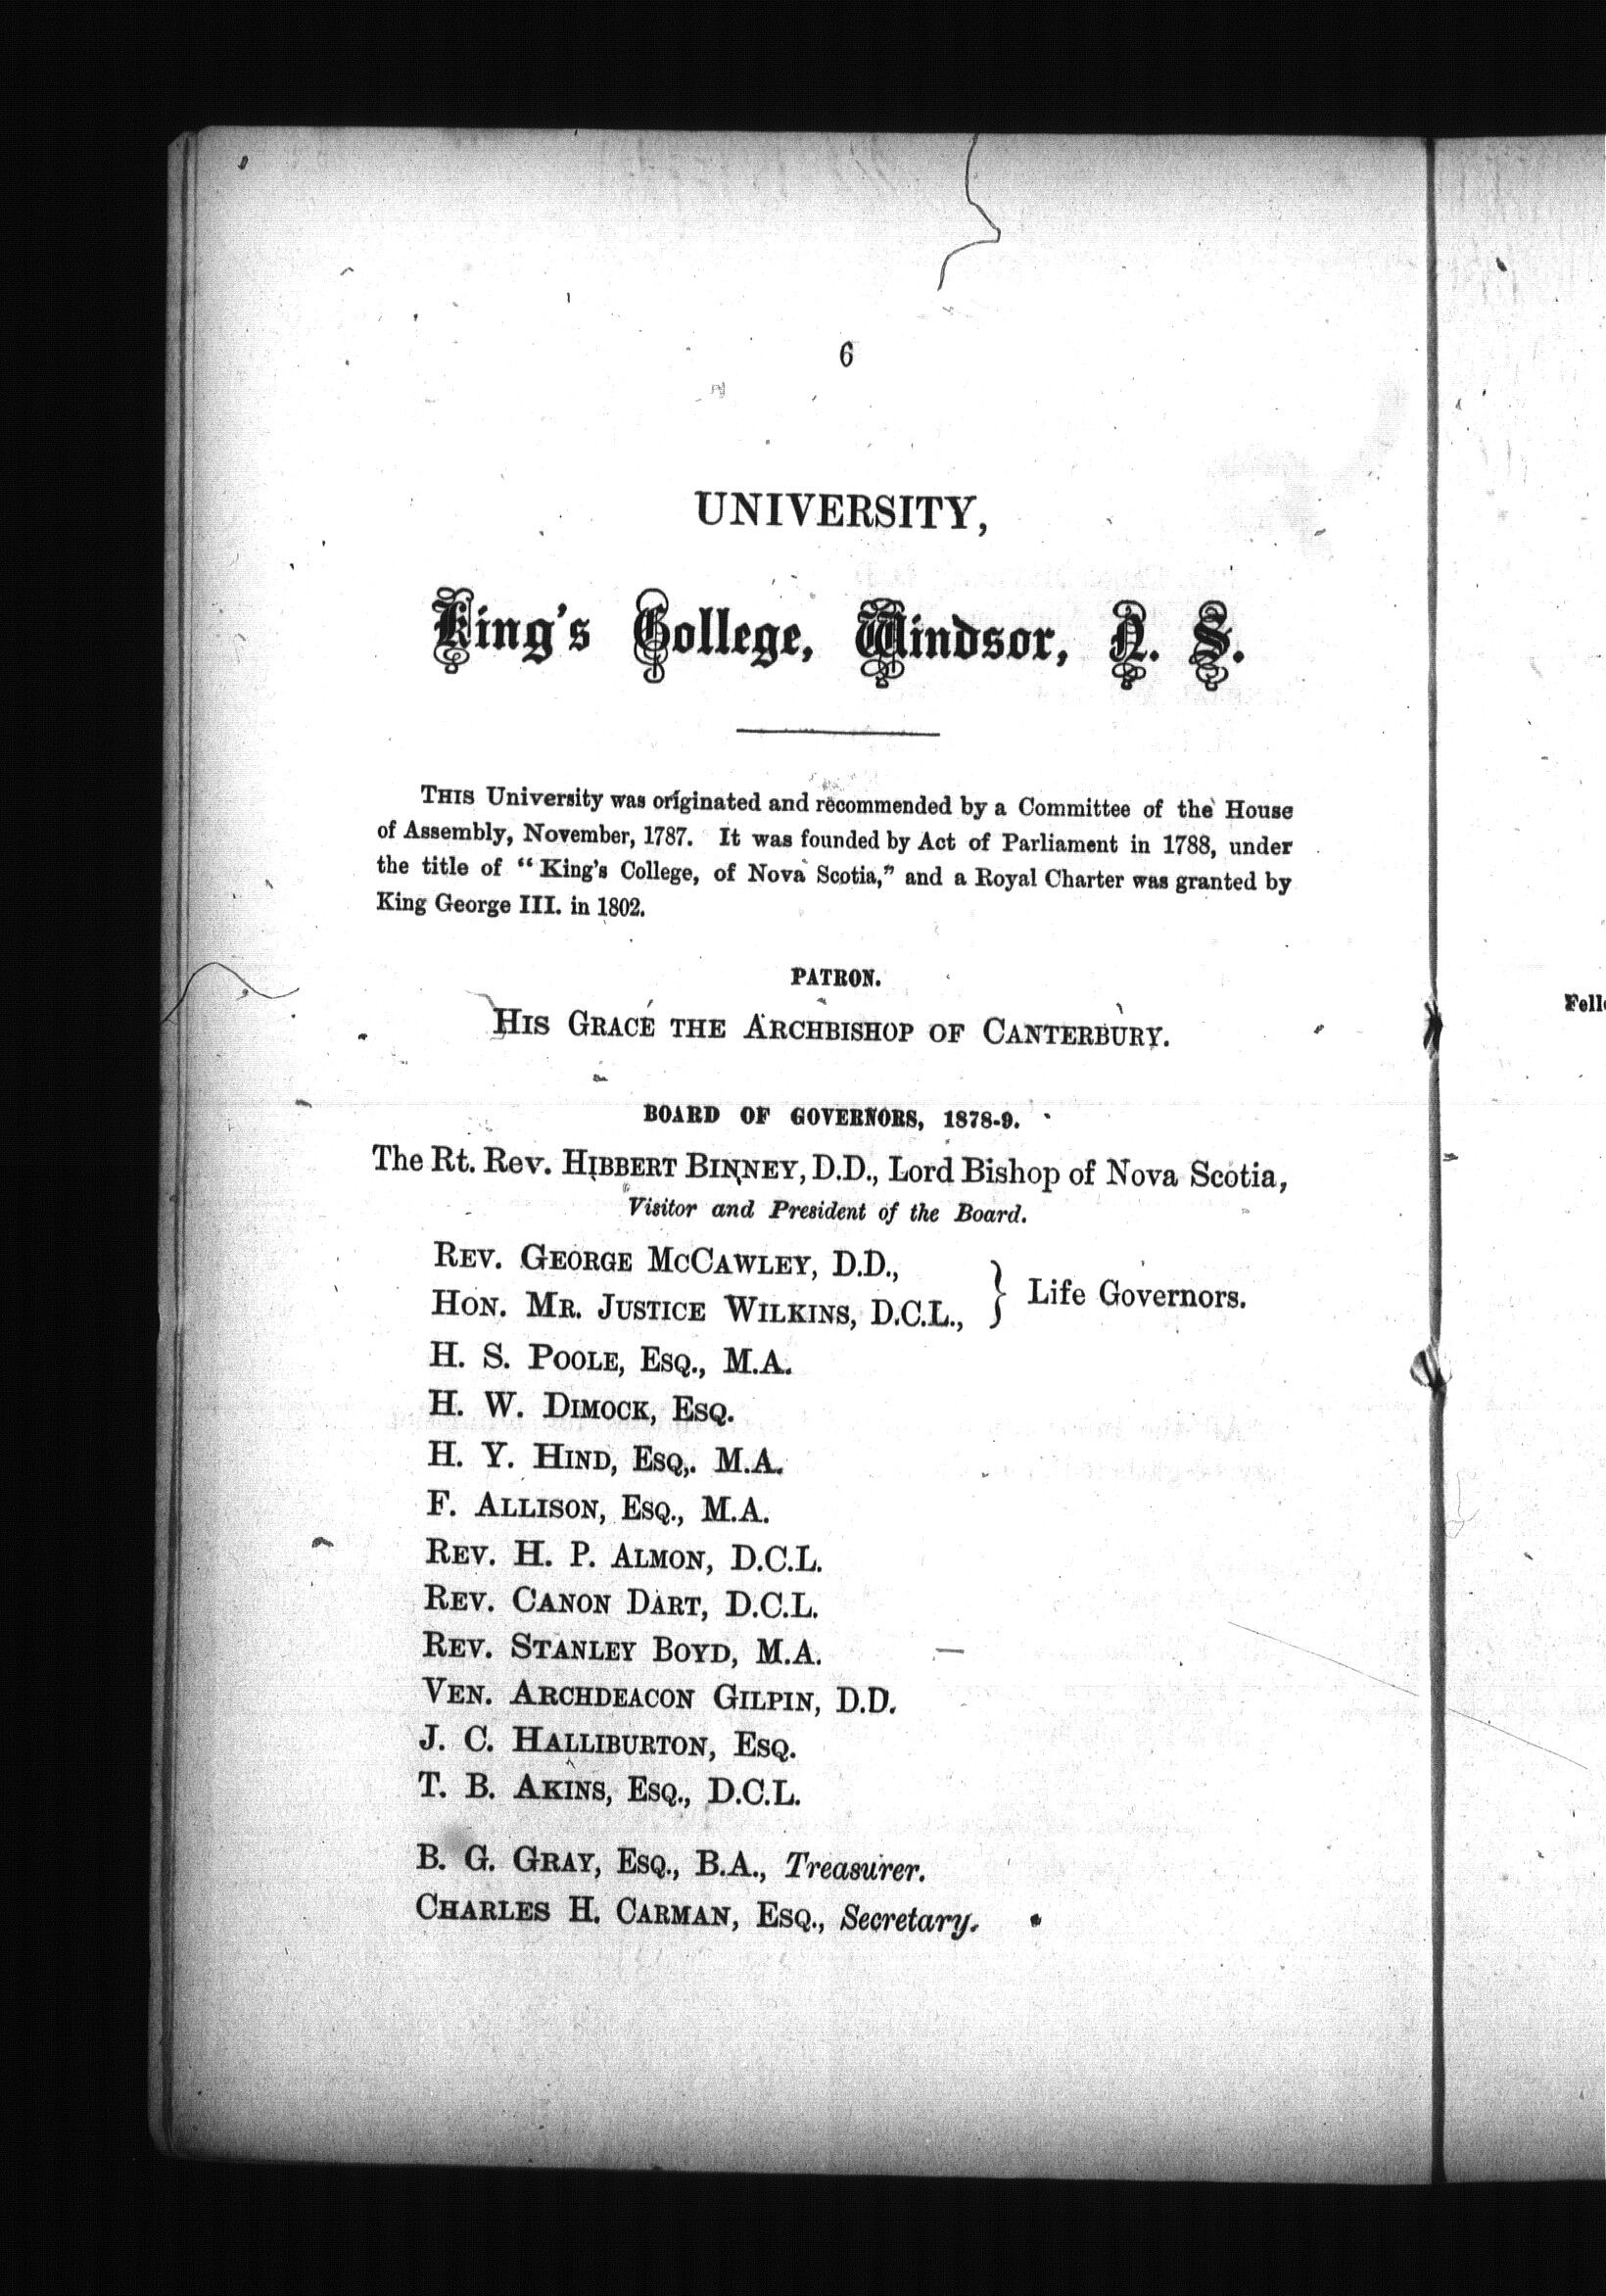 6
UNIVERSITY,
King's College, Windsor, N. S.
THIS University was originated and recommended by a Committee of the House
of Assembly, November, 1787. It was founded by Act of Parliament in 1788, under
the title of "King's College, of Nova Scotia," and a Royal Charter was granted by
King George III. in 1802.
PATRON.
HIS GRACE THE ARCHBISHOP OF CANTERBURY.
BOARD OF GOVERNORS, 1878-9.
The Rt. Rev. HIBBERT BINNEY, D.D., Lord Bishop of Nova Scotia,
Visitor and President of the Board.
REV. GEORGE MCCAWLEY, D.D.,
HON. MR. JUSTICE WILKINS, D.C.L., } Life Governors.
H. S. POOLE, ESQ., M.A.
H. W. DIMOCK, ESQ.
H. Y. HIND, ESQ,. M.A.
F. ALLISON, ESQ., M.A.
REV. H. P. ALMON, D.C.L.
REV. CANON DART, D.C.L.
REV. STANLEY BOYD, M.A.
VEN. ARCHDEACON GILPIN, D.D.
J. C. HALLIBURTON, ESQ.
T. B. AKINS, ESQ., D.C.L.
B. G. GRAY, ESQ., B.A., Treasurer.
CHARLES H. CARMAN, ESQ., Secretary.